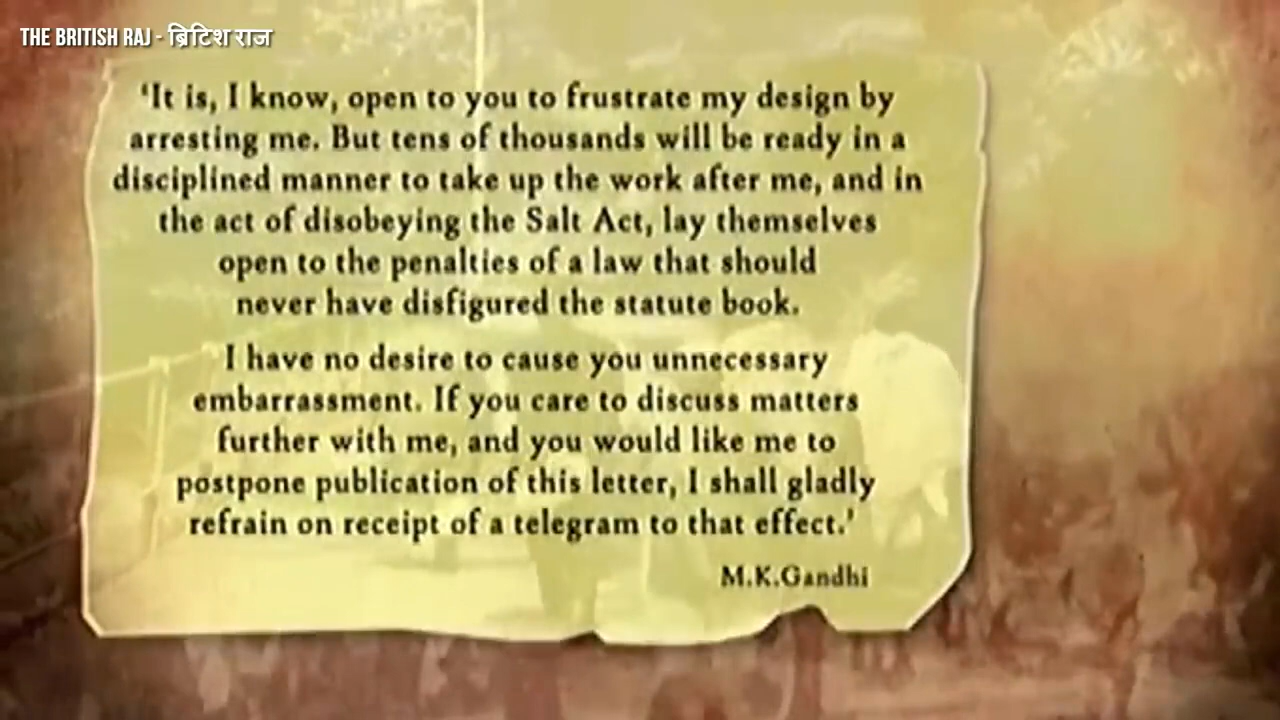 THE BRITISH RAJ - ब्रिटिश राज
‘It is, I know, open to you to frustrate my design by
arresting me. But tens of thousands will be ready in a
disciplined manner to take up the work after me, and in
the act of disobeying the Salt Act, lay themselves
open to the penalties of a law that should
never have disfigured the statute book.
I have no desire to cause you unnecessary
embarrassment. If you care to discuss matters
further with me, and you would like me to
postpone publication of this letter, I shall gladly
refrain on receipt of a telegram to that effect.’
M.K.Gandhi